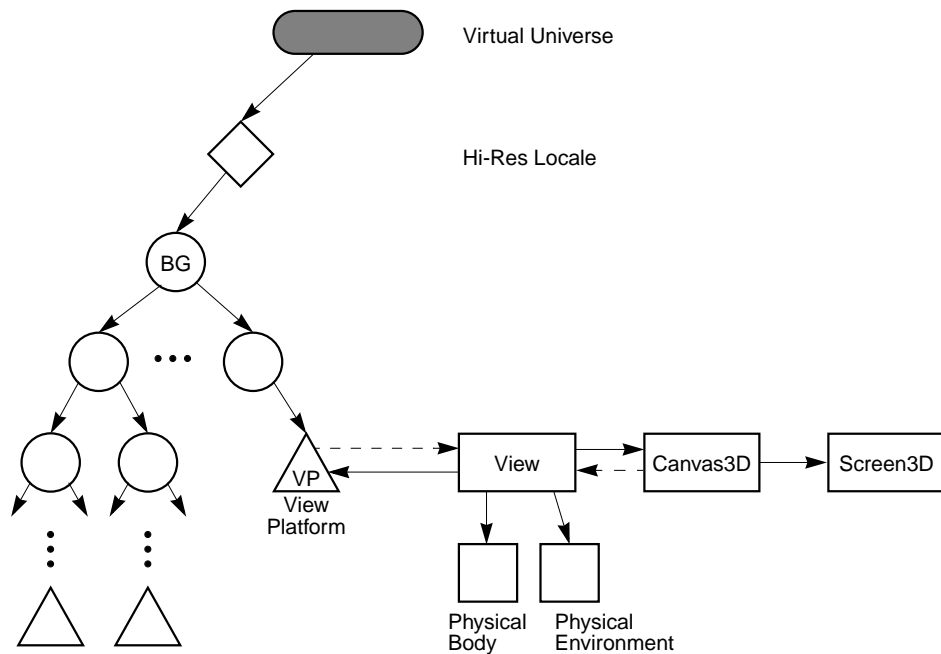 Virtual Universe
Hi-Res Locale
BG
VP
View
Platform
View
Canvas3D
Screen3D
Physical
Body
Physical
Environment